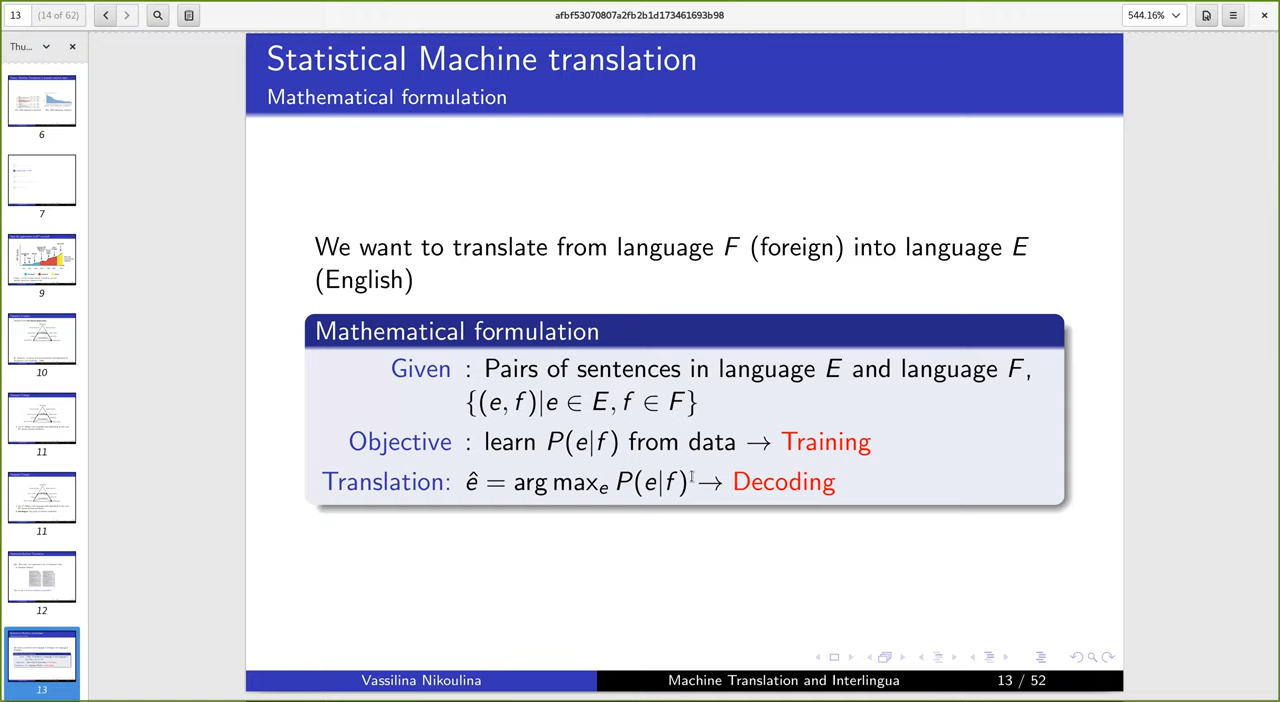 13 (14 of 62) afbf53070807a2fb2b1d173461693b98 544.16%
Thu...
6
7
9
10
11
11
12
13
Statistical Machine translation
Mathematical formulation
We want to translate from language F (foreign) into language E
(English)
Mathematical formulation
Given : Pairs of sentences in language E and language F,
{(e, f)|e ∈ E, f ∈ F}
Objective : learn P(e|f) from data → Training
Translation: ê = arg maxₑ P(e|f) → Decoding
Vassilina Nikoulina Machine Translation and Interlingua 13 / 52